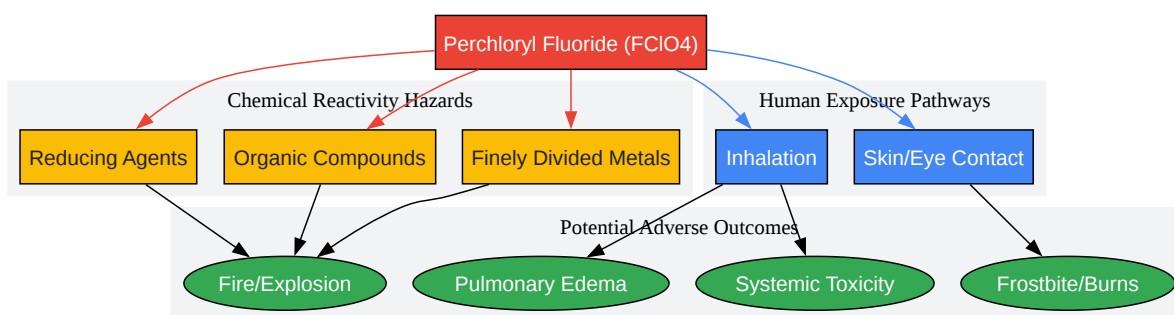 Perchloryl Fluoride (FClO4)
Chemical Reactivity Hazards
Human Exposure Pathways
Reducing Agents
Organic Compounds
Finely Divided Metals
Inhalation
Skin/Eye Contact
Potential Adverse Outcomes
Fire/Explosion
Pulmonary Edema
Systemic Toxicity
Frostbite/Burns